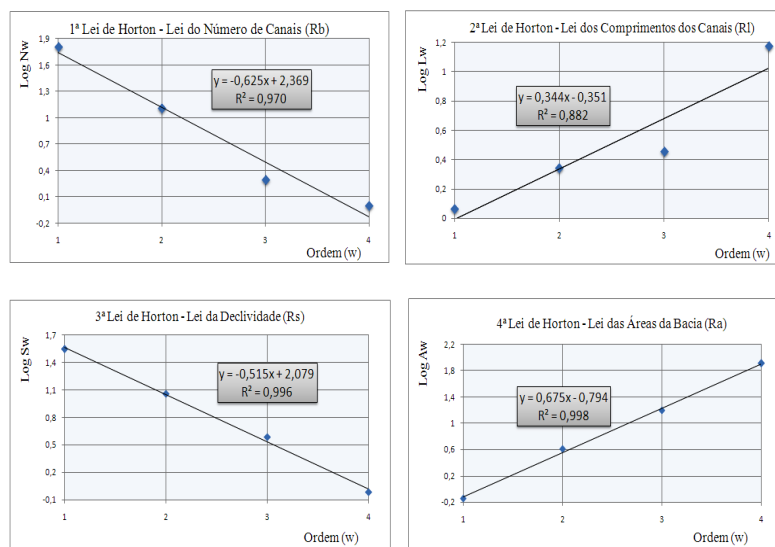 1ª Lei de Horton - Lei do Número de Canais (Rb)
Log Nw
1,9
1,6
1,3
1
0,7
0,4
0,1
-0,2
y = -0,625x + 2,369
R² = 0,970
1 2 3 4
Ordem (w)
2ª Lei de Horton - Lei dos Comprimentos dos Canais (Rl)
Log Lw
1,2
1
0,8
0,6
0,4
0,2
0
y = 0,344x - 0,351
R² = 0,882
1 2 3 4
Ordem (w)
3ª Lei de Horton - Lei da Declividade (Rs)
Log Sw
1,7
1,4
1,1
0,8
0,5
0,2
-0,1
y = -0,515x + 2,079
R² = 0,996
1 2 3 4
Ordem (w)
4ª Lei de Horton - Lei das Áreas da Bacia (Ra)
Log Aw
2,2
1,8
1,4
1
0,6
0,2
-0,2
y = 0,675x - 0,794
R² = 0,998
1 2 3 4
Ordem (w)